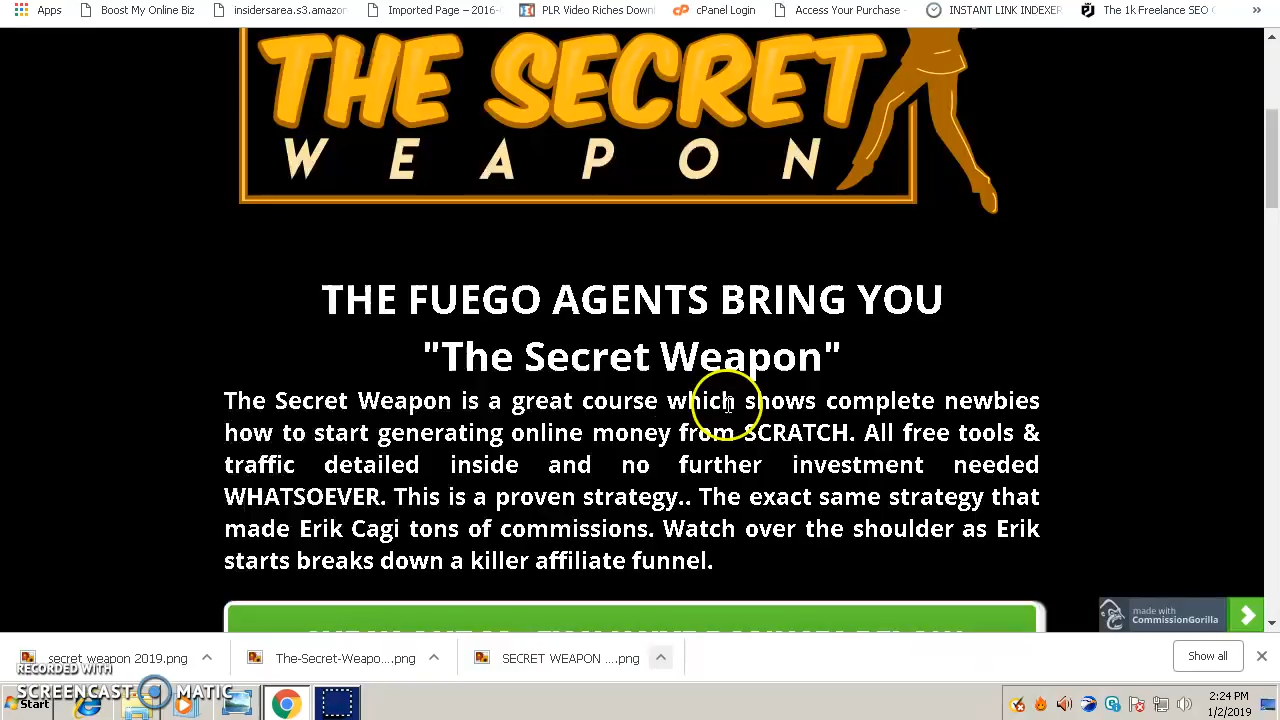 Apps Boost My Online Biz insidersarea.s3.amazor Imported Page – 2016- PLR Video Riches Down cPanel Login Access Your Purchase - INSTANT LINK INDEXER The 1k Freelance SEO C »
THE SECRET
WEAPON
THE FUEGO AGENTS BRING YOU
"The Secret Weapon"
The Secret Weapon is a great course which shows complete newbies
how to start generating online money from SCRATCH. All free tools &
traffic detailed inside and no further investment needed
WHATSOEVER. This is a proven strategy.. The exact same strategy that
made Erik Cagi tons of commissions. Watch over the shoulder as Erik
starts breaks down a killer affiliate funnel.
made with
CommissionGorilla
secret weapon 2019.png The-Secret-Weapo....png SECRET WEAPON ....png Show all
RECORDED WITH
SCREENCAST MATIC
Start
2:24 PM
1/2/2019